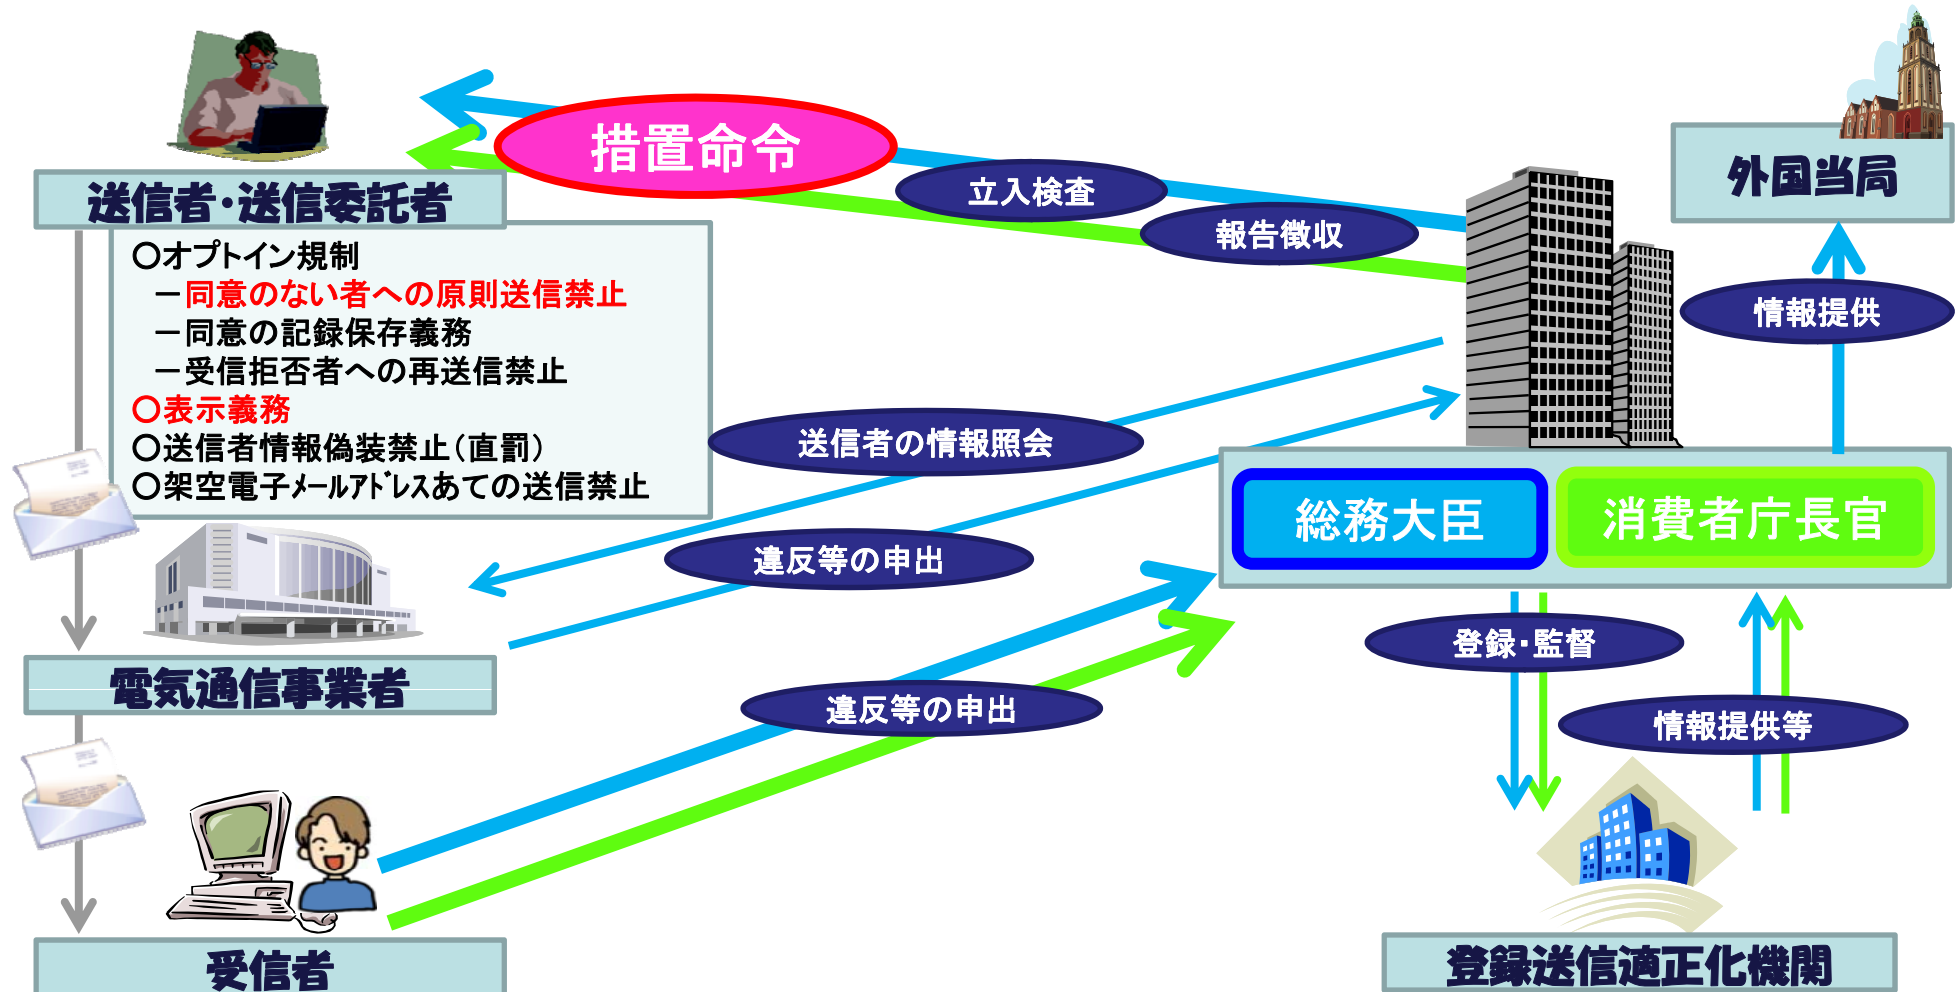 措置命令
立入検査
報告徴収
外国当局
情報提供
送信者・送信委託者
○オプトイン規制
－同意のない者への原則送信禁止
－同意の記録保存義務
－受信拒否者への再送信禁止
○表示義務
○送信者情報偽装禁止（直罰）
○架空電子ﾒｰﾙｱﾄﾞﾚｽあての送信禁止
送信者の情報照会
違反等の申出
総務大臣
消費者庁長官
電気通信事業者
違反等の申出
登録・監督
情報提供等
受信者
登録送信適正化機関